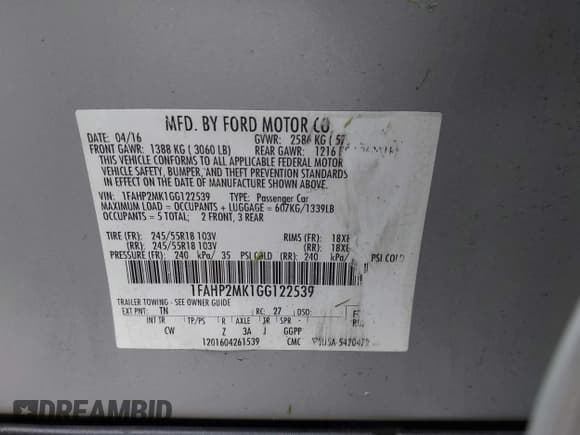 MFD. BY FORD MOTOR CO
DATE: 04/16 GVWR: 2586 KG
FRONT GAWR: 1388 KG ( 3060 LB) REAR GAWR: 1216
THIS VEHICLE CONFORMS TO ALL APPLICABLE FEDERAL MOTOR
VEHICLE SAFETY, BUMPER, AND THEFT PREVENTION STANDARDS
IN EFFECT ON THE DATE OF MANUFACTURE SHOWN ABOVE.
VIN: 1FAHP2MK1GG122539 TYPE: Passenger Car
MAXIMUM LOAD = OCCUPANTS + LUGGAGE = 607KG/1339LB
OCCUPANTS = 5 TOTAL; 2 FRONT, 3 REAR
TIRE (FR): 245/55R18 103V RIMS (FR): 
(RR): 245/55R18 103V (RR): 
PRESSURE (FR): 240 kPa/ 35 PSI COLD (RR): 240 kPa/ PSI COLD
1FAHP2MK1GG122539
TRAILER TOWING - SEE OWNER GUIDE
EXT PNT: TN RC: 27 DSO:
INT TR TP/PS R AXLE TR SPR
CW Z 3A J GGPP
1201604261539 CMC
DREAMBID